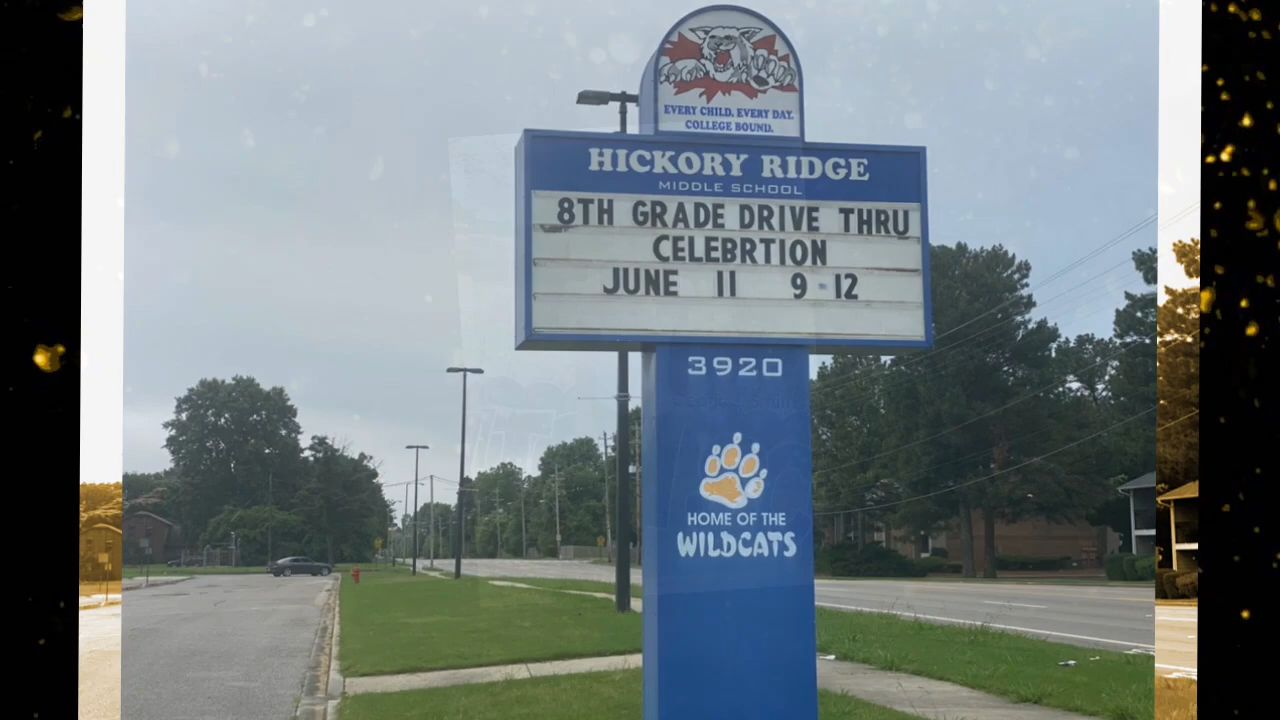 EVERY CHILD. EVERY DAY.
COLLEGE BOUND.
HICKORY RIDGE
MIDDLE SCHOOL
8TH GRADE DRIVE THRU
CELEBRTION
JUNE 11 9-12
3920
HOME OF THE
WILDCATS